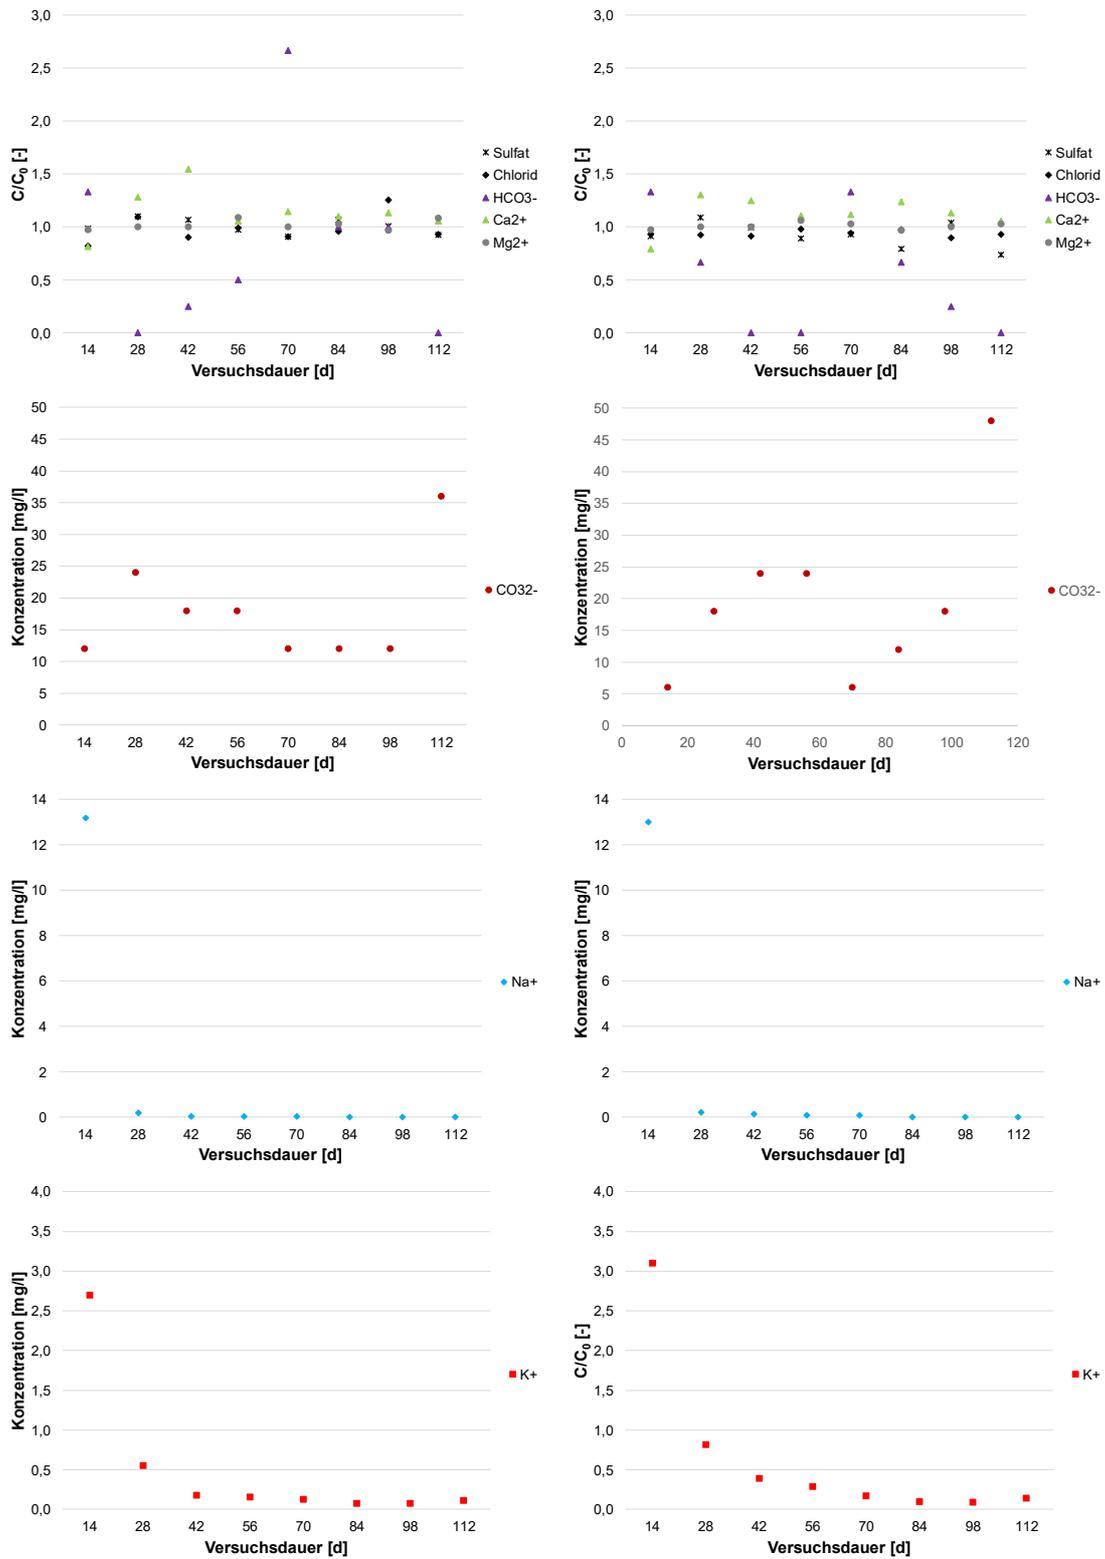 3,0
2,5
2,0
1,5
1,0
0,5
0,0
C/C0 [-]
14 28 42 56 70 84 98 112
Versuchsdauer [d]
Sulfat
Chlorid
HCO3-
Ca2+
Mg2+
3,0
2,5
2,0
1,5
1,0
0,5
0,0
C/C0 [-]
14 28 42 56 70 84 98 112
Versuchsdauer [d]
Sulfat
Chlorid
HCO3-
Ca2+
Mg2+
50
45
40
35
30
25
20
15
10
5
0
Konzentration [mg/l]
14 28 42 56 70 84 98 112
Versuchsdauer [d]
CO32-
50
45
40
35
30
25
20
15
10
5
0
Konzentration [mg/l]
0 20 40 60 80 100 120
Versuchsdauer [d]
CO32-
14
12
10
8
6
4
2
0
Konzentration [mg/l]
14 28 42 56 70 84 98 112
Versuchsdauer [d]
Na+
14
12
10
8
6
4
2
0
Konzentration [mg/l]
14 28 42 56 70 84 98 112
Versuchsdauer [d]
Na+
4,0
3,5
3,0
2,5
2,0
1,5
1,0
0,5
0,0
Konzentration [mg/l]
14 28 42 56 70 84 98 112
Versuchsdauer [d]
K+
4,0
3,5
3,0
2,5
2,0
1,5
1,0
0,5
0,0
C/C0 [-]
14 28 42 56 70 84 98 112
Versuchsdauer [d]
K+